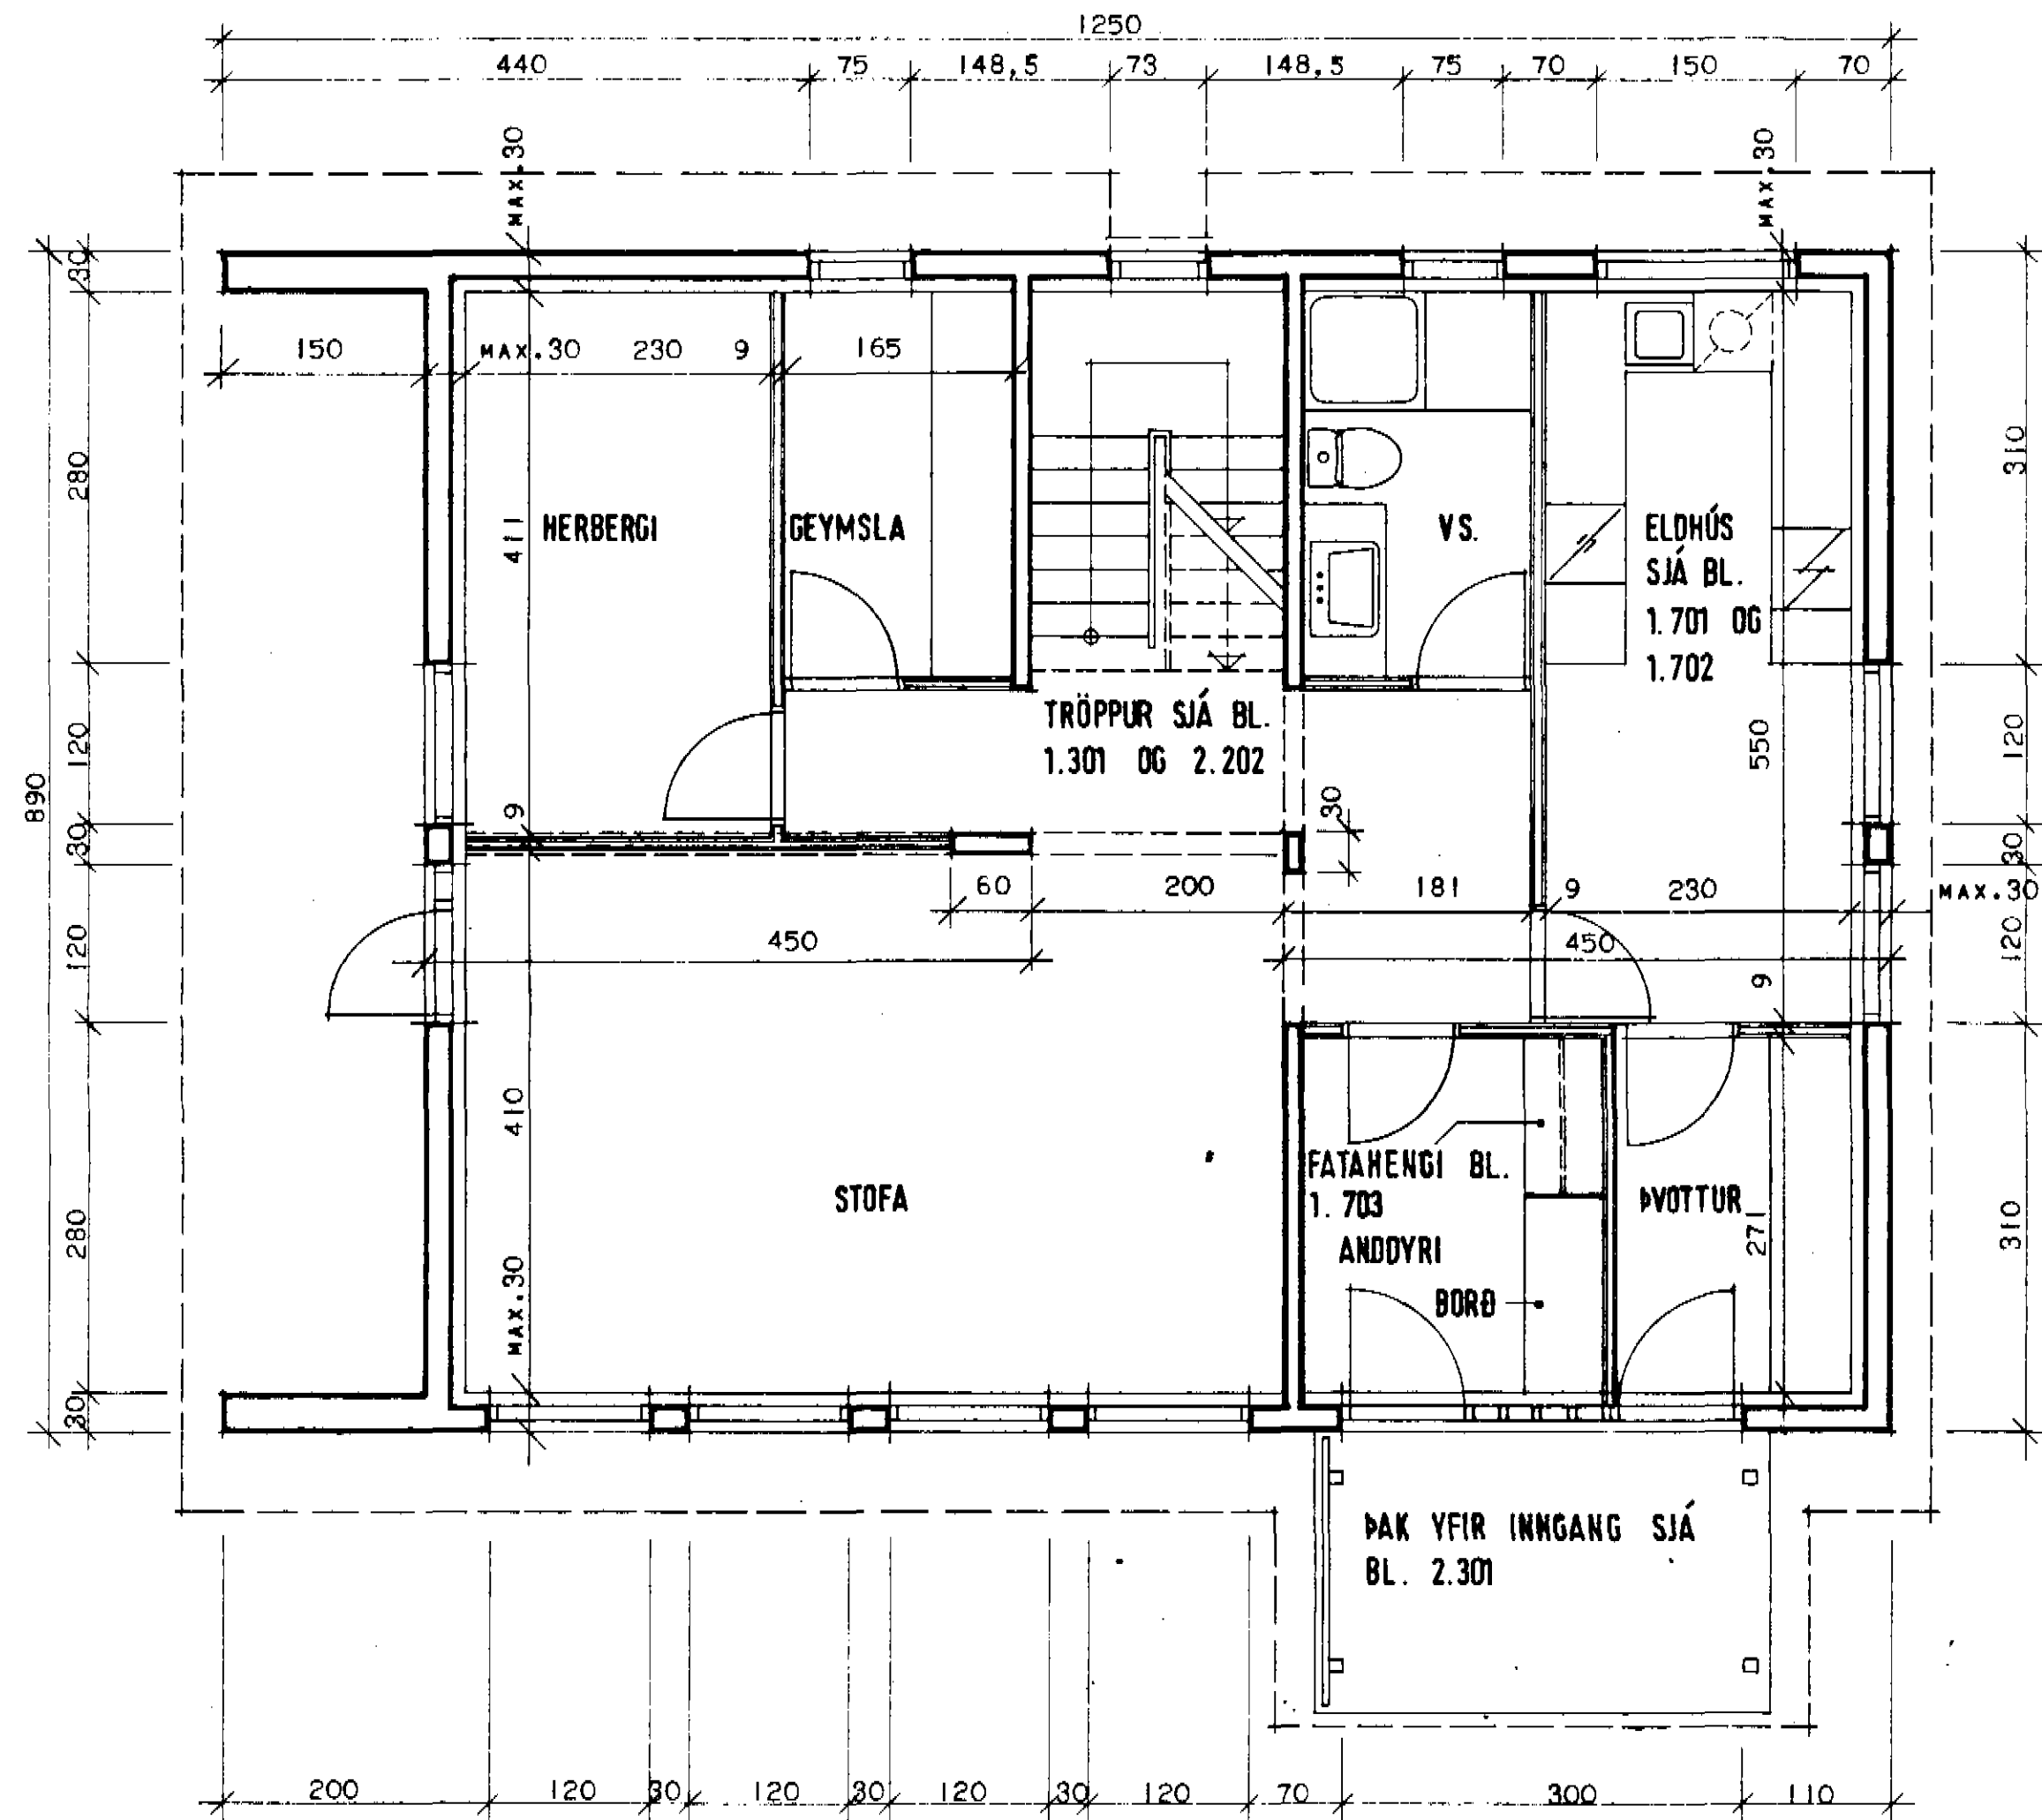 1250
440 75 148,5 73 148,5 75 70 150 70
MAX.30 MAX.30
30
150 MAX.30 230 9 165
280 310
411 HERBERGI GEYMSLA VS. ELDHÚS
SJÁ BL.
1.701 OG
1.702
TRÖPPUR SJÁ BL.
1.301 OG 2.202
890 120 550 120
9 30
30 30
60 200 181 9 230 MAX.30
450 450
120 9 120
410
STOFA
FATAHENGI BL.
1.703
ANDDYRI
BORÐ
ÞVOTTUR
271
280 310
MAX.30
30
ÞAK YFIR INNGANG SJÁ
BL. 2.301
200 120 30 120 30 120 30 120 70 300 110